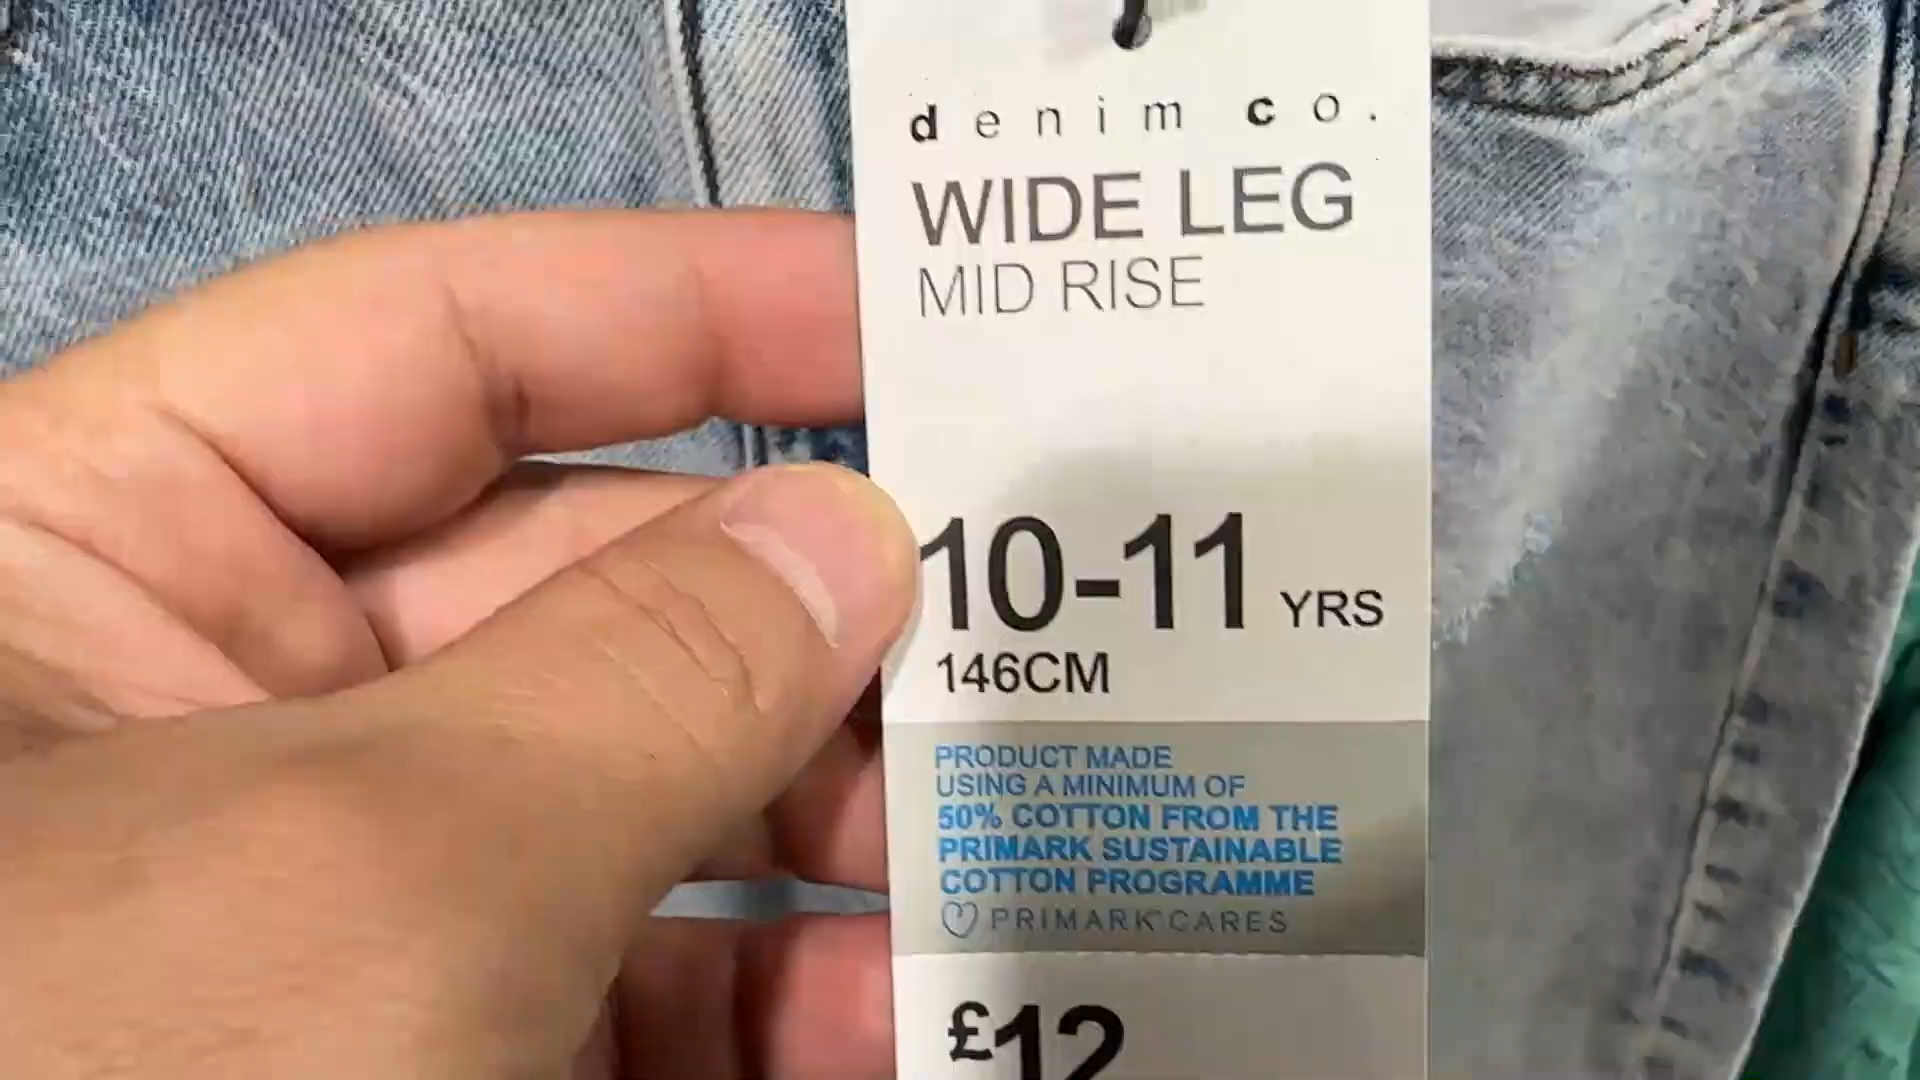 denim co.
WIDE LEG
MID RISE
10-11 YRS
146CM
PRODUCT MADE
USING A MINIMUM OF
50% COTTON FROM THE
PRIMARK SUSTAINABLE
COTTON PROGRAMME
PRIMARK® CARES
£12